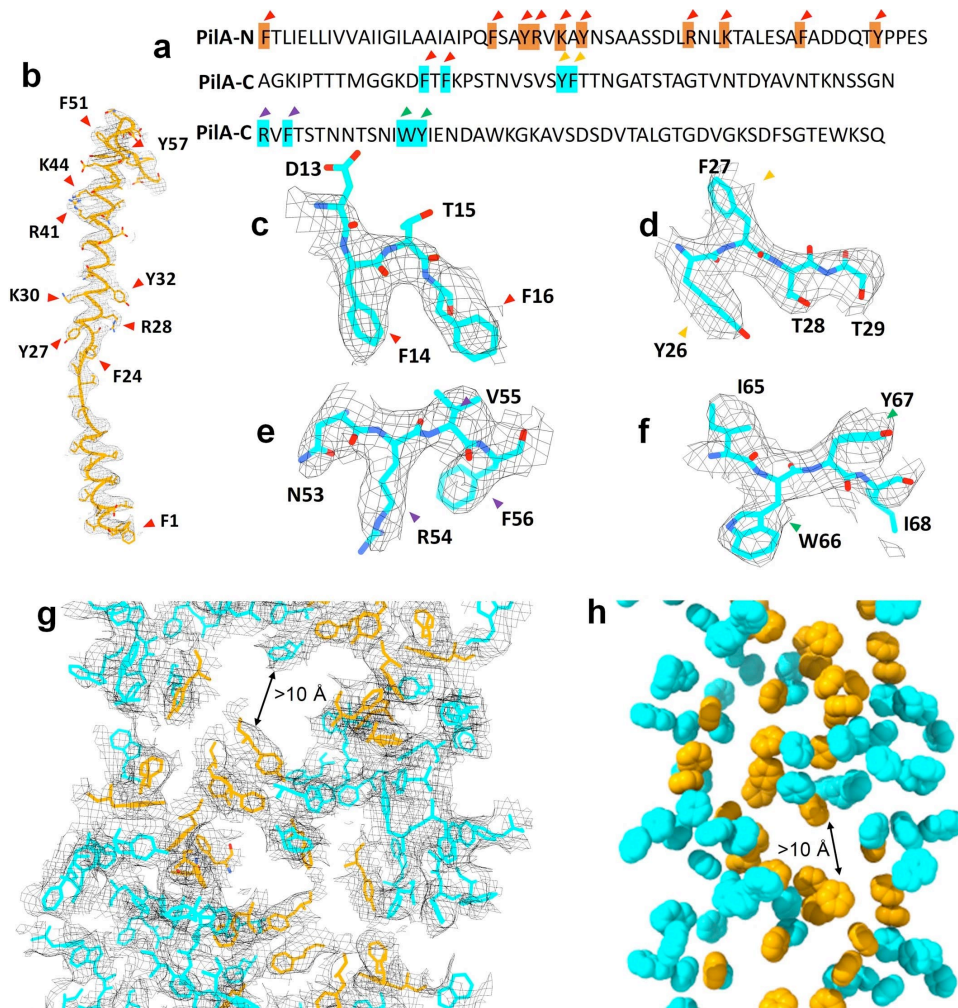 a
PilA-N FTLIELLIVVAIIGILAAIAIPQFSAYRVKAYNSAASSDLRNLKTALESAFADDQTYPPES
PilA-C AGKIPTTTMGGKDFTFKPSTNVSVSYFTTNGATSTAGTVNTDYAVNTKNSSGN
PilA-C RVFTSTNNTSNIWYIENDAWKGKAVSDSDVTALGTGDVGKSDFSGTEWKSQ
b
F51
Y57
K44
R41
K30
Y32
R28
Y27
F24
F1
c
D13
T15
F16
F14
d
F27
Y26
T28
T29
e
V55
N53
R54
F56
f
I65
Y67
W66
I68
g
>10 Å
h
>10 Å